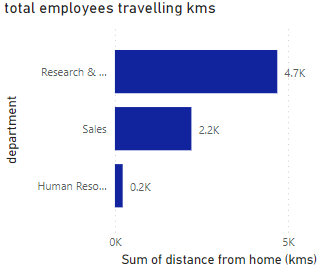 total employees travelling kms
Research & ...
4.7K
Sales
2.2K
Human Reso...
0.2K
department
0K
5K
Sum of distance from home (kms)